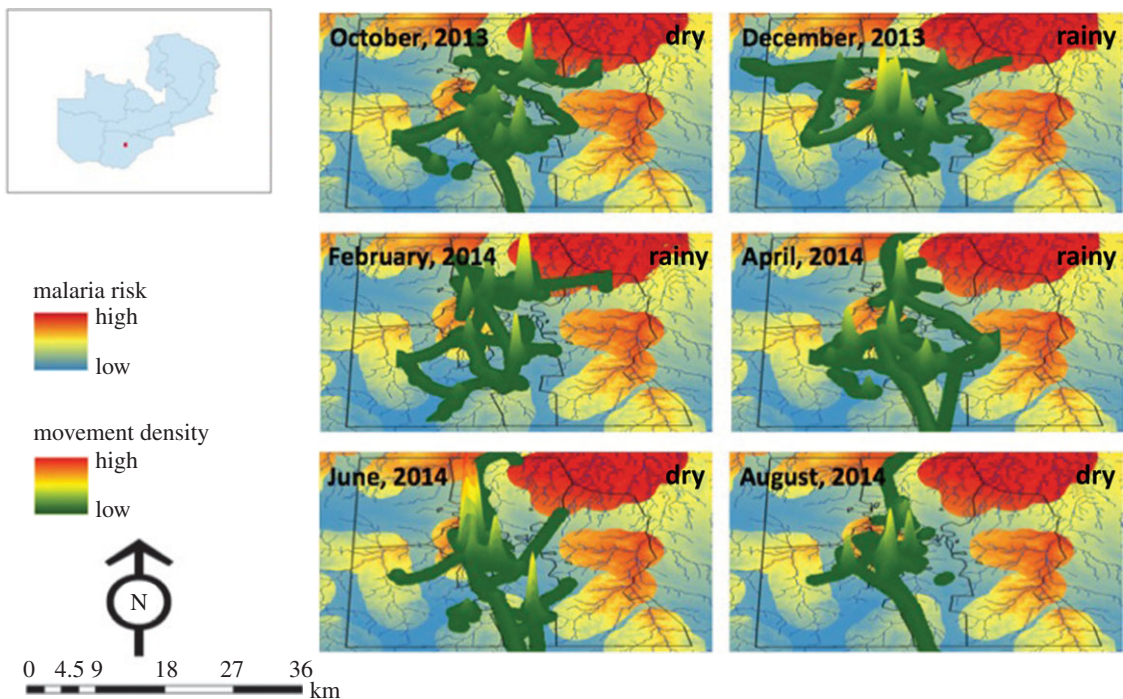 October, 2013 dry
December, 2013 rainy
February, 2014 rainy
April, 2014 rainy
June, 2014 dry
August, 2014 dry
malaria risk
high
low
movement density
high
low
N
0 4.5 9 18 27 36
km